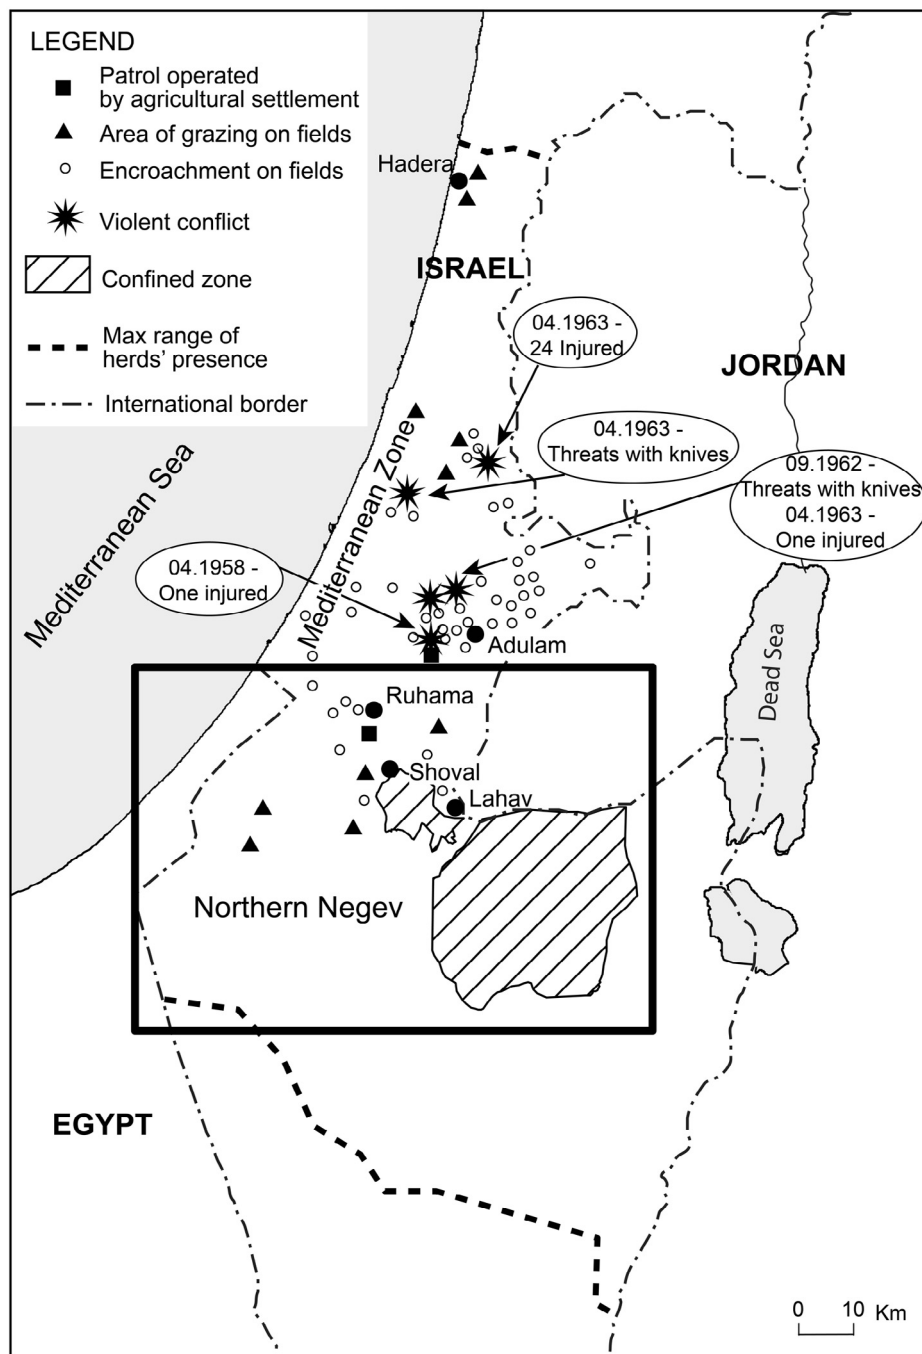 LEGEND
Patrol operated
by agricultural settlement
Area of grazing on fields
Encroachment on fields
Violent conflict
Confined zone
Max range of
herds' presence
International border
Hadera
ISRAEL
04.1963 -
24 Injured
JORDAN
04.1963 -
Threats with knives
09.1962 -
Threats with knives
04.1963 -
One injured
Mediterranean Sea
Mediterranean Zone
04.1958 -
One injured
Adulam
Dead Sea
Ruhama
Shoval
Lahav
Northern Negev
EGYPT
0 10 Km